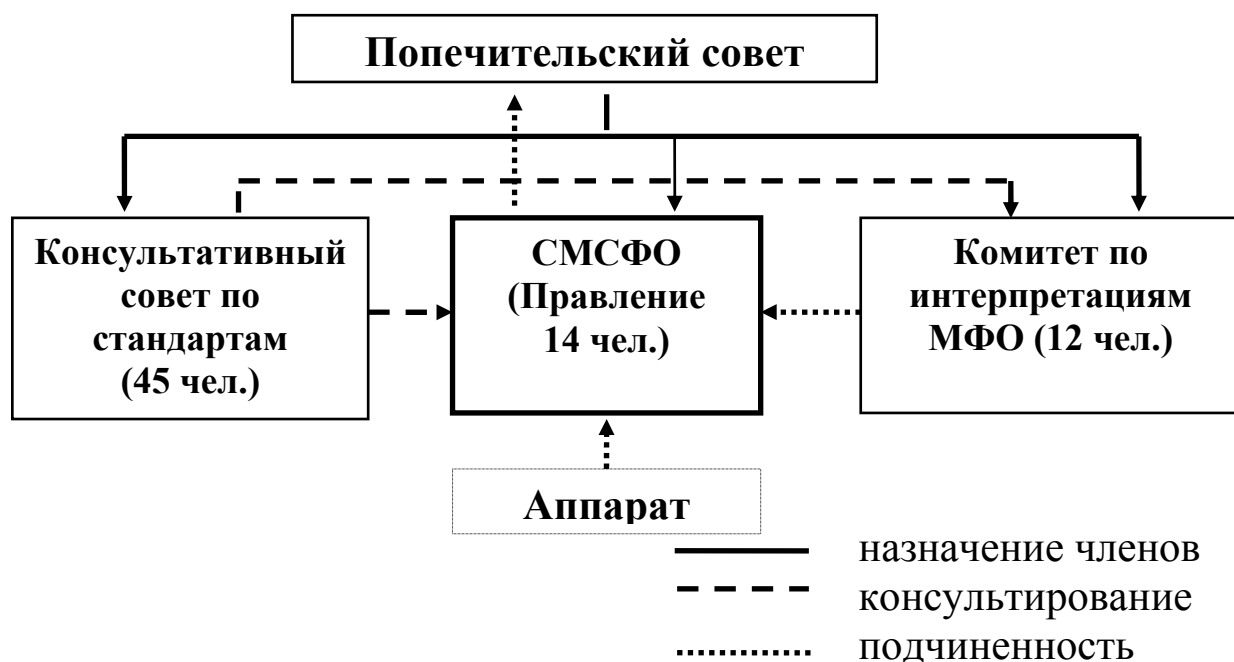 Попечительский совет
Консультативный
совет по
стандартам
(45 чел.)
СМСФО
(Правление
14 чел.)
Комитет по
интерпретациям
МФО (12 чел.)
Аппарат
назначение членов
консультирование
подчиненность